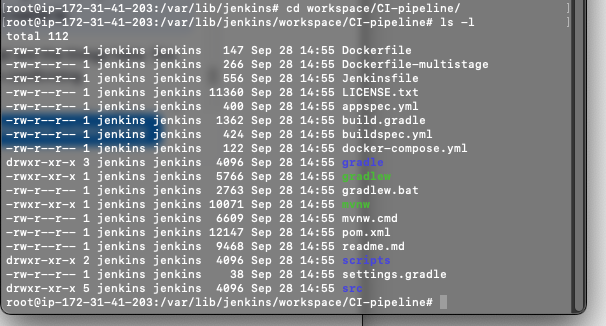 root@ip-172-31-41-203:/var/lib/jenkins# cd workspace/CI-pipeline/
root@ip-172-31-41-203:/var/lib/jenkins/workspace/CI-pipeline# ls -l
total 112
-rw-r--r-- 1 jenkins jenkins 147 Sep 28 14:55 Dockerfile
-rw-r--r-- 1 jenkins jenkins 266 Sep 28 14:55 Dockerfile-multistage
-rw-r--r-- 1 jenkins jenkins 556 Sep 28 14:55 Jenkinsfile
-rw-r--r-- 1 jenkins jenkins 11360 Sep 28 14:55 LICENSE.txt
-rw-r--r-- 1 jenkins jenkins 400 Sep 28 14:55 appspec.yml
-rw-r--r-- 1 jenkins jenkins 1362 Sep 28 14:55 build.gradle
-rw-r--r-- 1 jenkins jenkins 424 Sep 28 14:55 buildspec.yml
-rw-r--r-- 1 jenkins jenkins 122 Sep 28 14:55 docker-compose.yml
drwxr-xr-x 3 jenkins jenkins 4096 Sep 28 14:55 gradle
-rwxr-xr-x 1 jenkins jenkins 5766 Sep 28 14:55 gradlew
-rw-r--r-- 1 jenkins jenkins 2763 Sep 28 14:55 gradlew.bat
-rwxr-xr-x 1 jenkins jenkins 10071 Sep 28 14:55 mvnw
-rw-r--r-- 1 jenkins jenkins 6609 Sep 28 14:55 mvnw.cmd
-rw-r--r-- 1 jenkins jenkins 12147 Sep 28 14:55 pom.xml
-rw-r--r-- 1 jenkins jenkins 9468 Sep 28 14:55 readme.md
drwxr-xr-x 2 jenkins jenkins 4096 Sep 28 14:55 scripts
-rw-r--r-- 1 jenkins jenkins 38 Sep 28 14:55 settings.gradle
drwxr-xr-x 5 jenkins jenkins 4096 Sep 28 14:55 src
root@ip-172-31-41-203:/var/lib/jenkins/workspace/CI-pipeline#